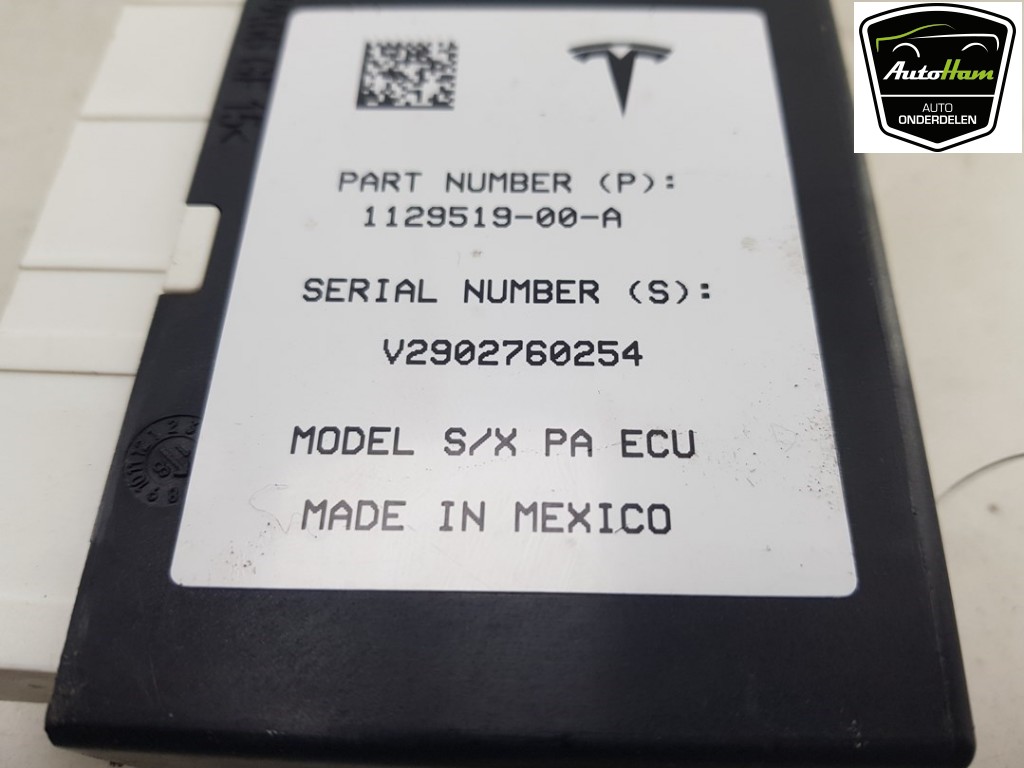 AutoHam
AUTO
ONDERDELEN
PART NUMBER (P):
1129519-00-A
SERIAL NUMBER (S):
V2902760254
MODEL S/X PA ECU
MADE IN MEXICO